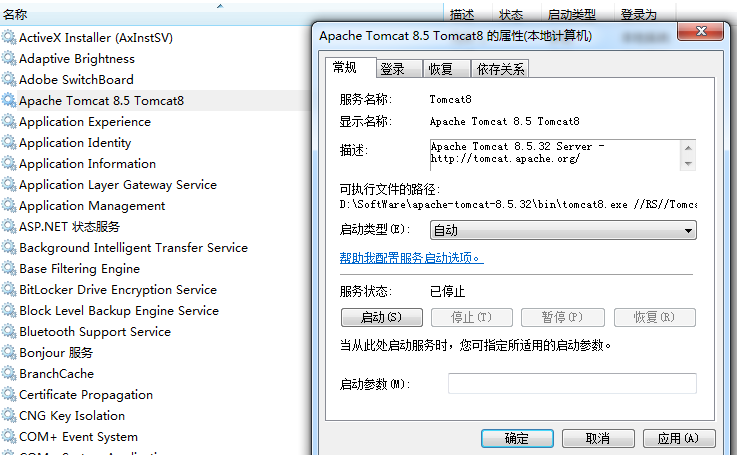 名称
描述 状态 启动类型 登录为
ActiveX Installer (AxInstSV)
Adaptive Brightness
Adobe SwitchBoard
Apache Tomcat 8.5 Tomcat8
Application Experience
Application Identity
Application Information
Application Layer Gateway Service
Application Management
ASP.NET 状态服务
Background Intelligent Transfer Service
Base Filtering Engine
BitLocker Drive Encryption Service
Block Level Backup Engine Service
Bluetooth Support Service
Bonjour 服务
BranchCache
Certificate Propagation
CNG Key Isolation
COM+ Event System
Apache Tomcat 8.5 Tomcat8 的属性(本地计算机)
常规 登录 恢复 依存关系
服务名称: Tomcat8
显示名称: Apache Tomcat 8.5 Tomcat8
描述: Apache Tomcat 8.5.32 Server -
http://tomcat.apache.org/
可执行文件的路径:
D:\SoftWare\apache-tomcat-8.5.32\bin\tomcat8.exe //RS//Tomc
启动类型(E): 自动
帮助我配置服务启动选项。
服务状态: 已停止
启动(S) 停止(T) 暂停(P) 恢复(R)
当从此处启动服务时，您可指定所适用的启动参数。
启动参数(M):
确定 取消 应用(A)